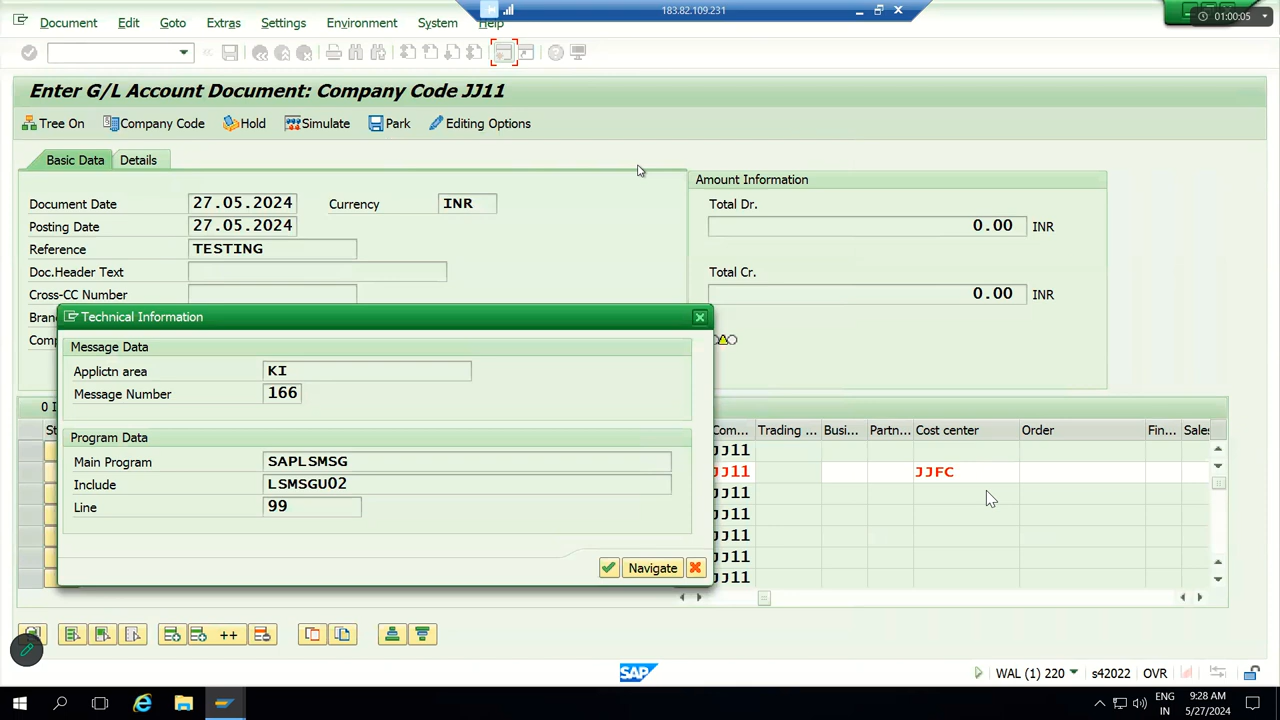 183.82.109.231
01:00:05
Document Edit Goto Extras Settings Environment System Help
Enter G/L Account Document: Company Code JJ11
Tree On Company Code Hold Simulate Park Editing Options
Basic Data Details
Amount Information
Document Date 27.05.2024 Currency INR
Total Dr.
Posting Date 27.05.2024
0.00 INR
Reference TESTING
Doc.Header Text
Total Cr.
Cross-CC Number
0.00 INR
Technical Information
Message Data
Applictn area KI
Message Number 166
Program Data
Main Program SAPLSMSG
Include LSMSGU02
Line 99
Navigate
Com... Trading ... Busi... Partn... Cost center Order Fin... Sales
JJ11
JJ11 JJFC
JJ11
JJ11
JJ11
JJ11
JJ11
++
SAP
WAL (1) 220 s42022 OVR
ENG
IN
9:28 AM
5/27/2024